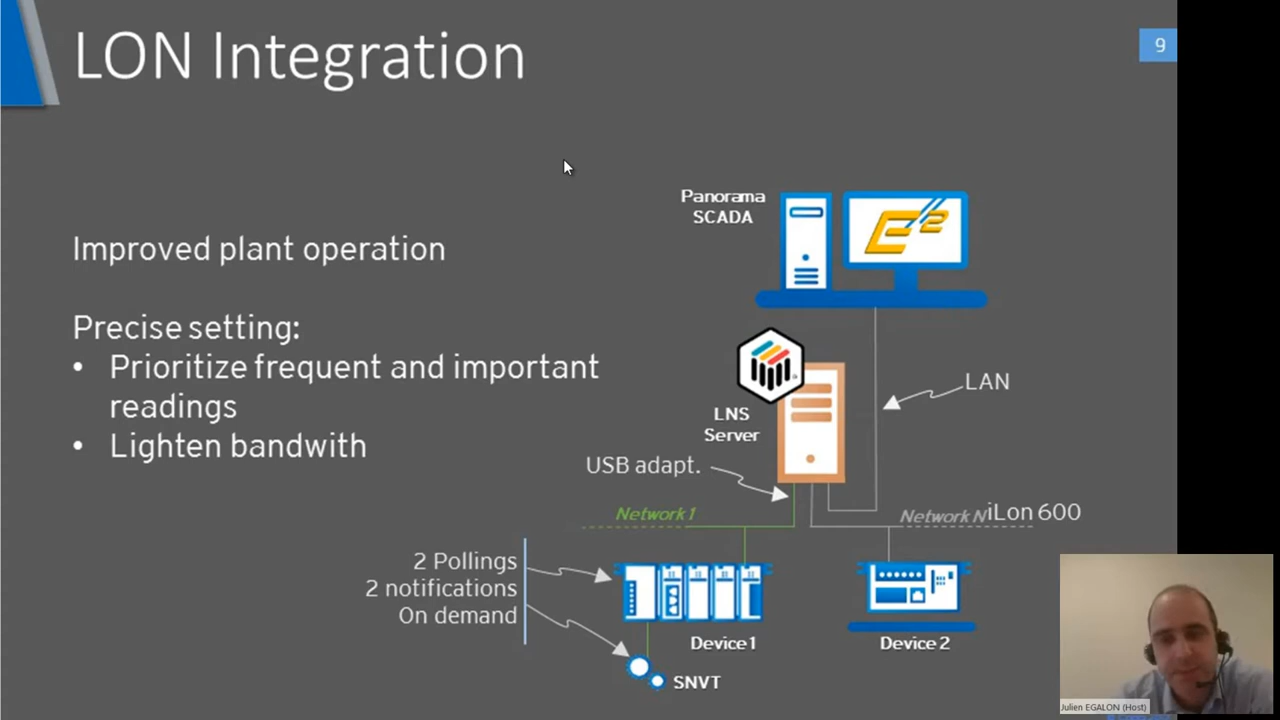 LON Integration
9
Panorama
SCADA
E²
Improved plant operation
Precise setting:
• Prioritize frequent and important
readings
• Lighten bandwith
LAN
LNS
Server
USB adapt.
Network 1
Network N
iLon 600
2 Pollings
2 notifications
On demand
Device 1
Device 2
SNVT
Julien EGALON (Host)